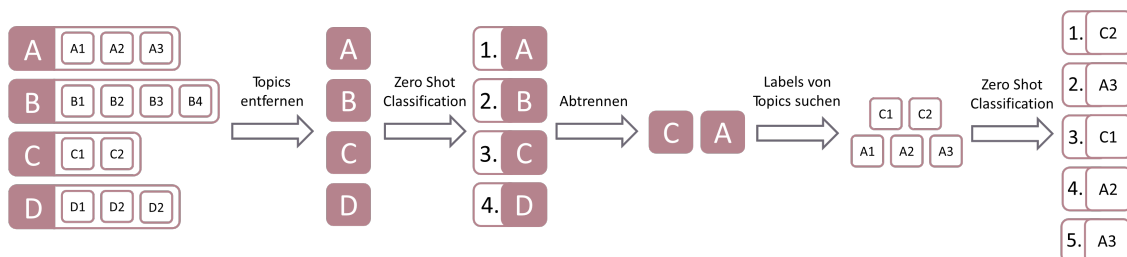 A A1 A2 A3
B B1 B2 B3 B4
C C1 C2
D D1 D2 D2
Topics
entfernen
A
B
C
D
Zero Shot
Classification
1. A
2. B
3. C
4. D
Abtrennen
C A
Labels von
Topics suchen
C1 C2
A1 A2 A3
Zero Shot
Classification
1. C2
2. A3
3. C1
4. A2
5. A3